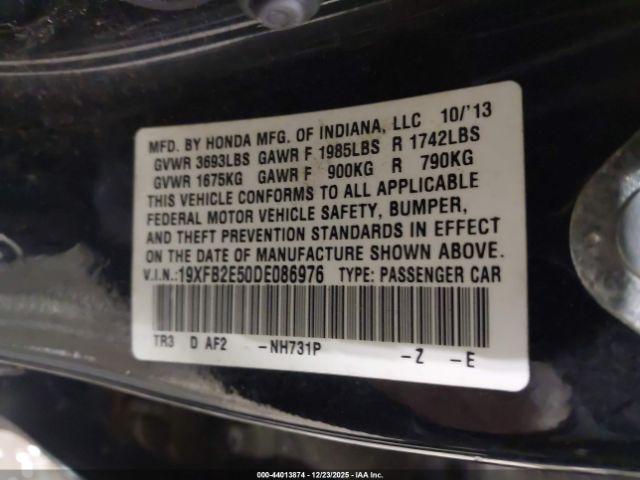 MFD. BY HONDA MFG. OF INDIANA, LLC 10/'13
GVWR 3693LBS GAWR F 1985LBS R 1742LBS
GVWR 1675KG GAWR F 900KG R 790KG
THIS VEHICLE CONFORMS TO ALL APPLICABLE
FEDERAL MOTOR VEHICLE SAFETY, BUMPER,
AND THEFT PREVENTION STANDARDS IN EFFECT
ON THE DATE OF MANUFACTURE SHOWN ABOVE.
V.I.N.:19XFB2E50DE086976 TYPE: PASSENGER CAR
TR3 D AF2 -NH731P -Z -E
000-44013874 | 12/23/2025 | IAA Inc.